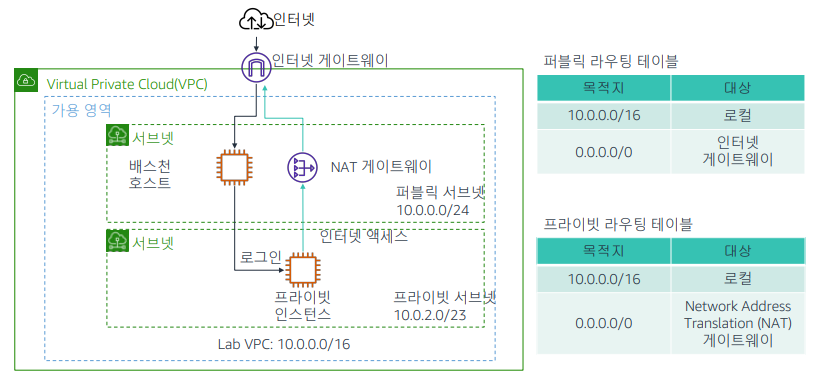 인터넷
인터넷 게이트웨이
Virtual Private Cloud(VPC)
가용 영역
서브넷
배스천
호스트
NAT 게이트웨이
퍼블릭 서브넷
10.0.0.0/24
서브넷
인터넷 액세스
로그인
프라이빗
인스턴스
프라이빗 서브넷
10.0.2.0/23
Lab VPC: 10.0.0.0/16
퍼블릭 라우팅 테이블
목적지 대상
10.0.0.0/16 로컬
0.0.0.0/0 인터넷
게이트웨이
프라이빗 라우팅 테이블
목적지 대상
10.0.0.0/16 로컬
0.0.0.0/0 Network Address
Translation (NAT)
게이트웨이